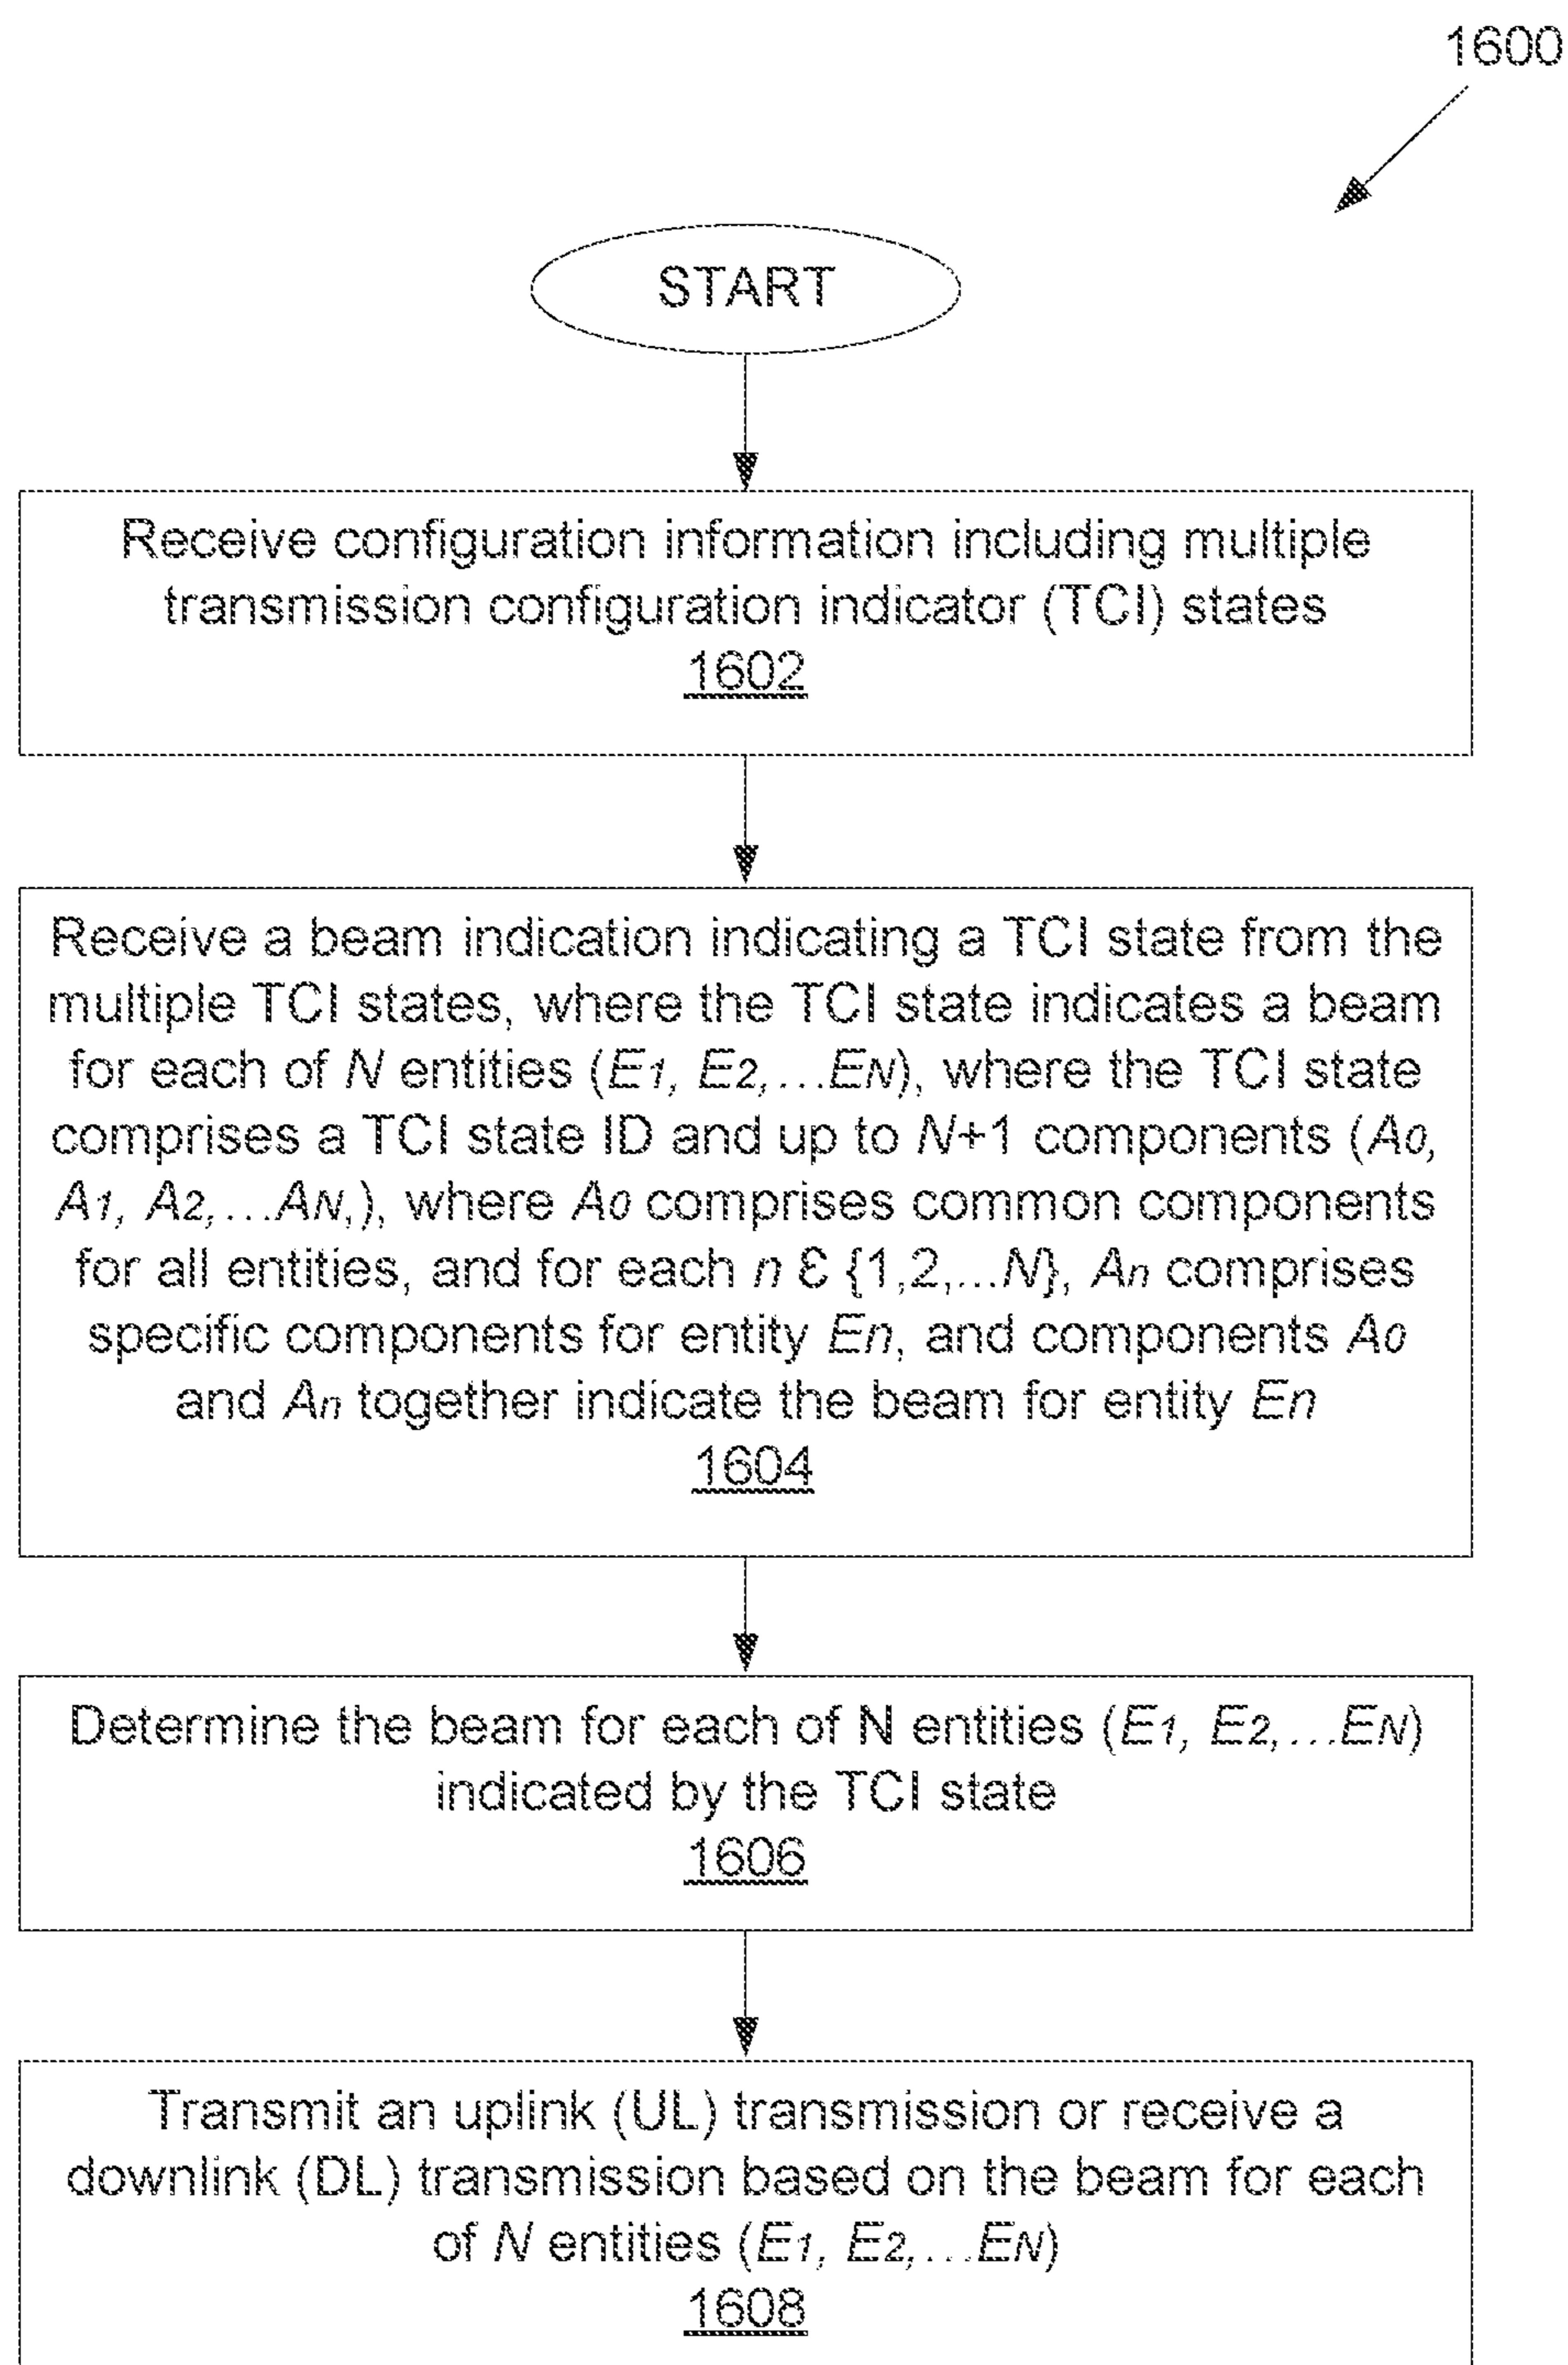 1600
START
Receive configuration information including multiple
transmission configuration indicator (TCI) states
1602
Receive a beam indication indicating a TCI state from the
multiple TCI states, where the TCI state indicates a beam
for each of N entities (E1, E2,...EN), where the TCI state
comprises a TCI state ID and up to N+1 components (A0,
A1, A2,...AN,), where A0 comprises common components
for all entities, and for each n Ɛ {1,2,...N}, An comprises
specific components for entity En, and components A0
and An together indicate the beam for entity En
1604
Determine the beam for each of N entities (E1, E2,...EN)
indicated by the TCI state
1606
Transmit an uplink (UL) transmission or receive a
downlink (DL) transmission based on the beam for each
of N entities (E1, E2,...EN)
1608